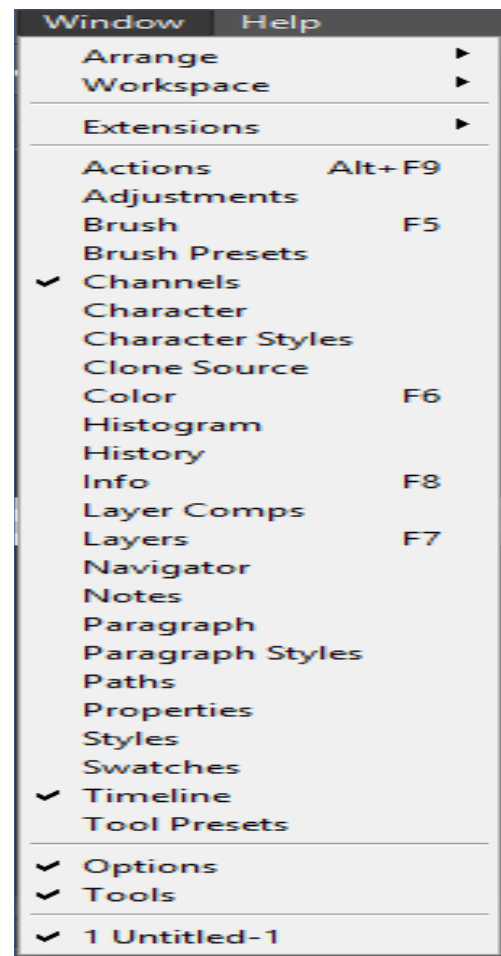 Window Help
Arrange
Workspace
Extensions
Actions Alt+F9
Adjustments
Brush F5
Brush Presets
Channels
Character
Character Styles
Clone Source
Color F6
Histogram
History
Info F8
Layer Comps
Layers F7
Navigator
Notes
Paragraph
Paragraph Styles
Paths
Properties
Styles
Swatches
Timeline
Tool Presets
Options
Tools
1 Untitled-1